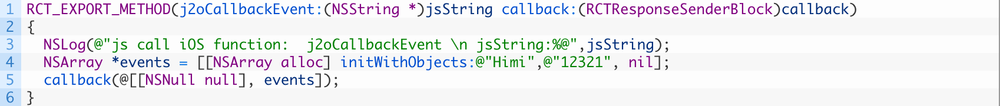 1 RCT_EXPORT_METHOD(j2oCallbackEvent:(NSString *)jsString callback:(RCTResponseSenderBlock)callback)
2 {
3   NSLog(@"js call iOS function:  j2oCallbackEvent \n jsString:%@",jsString);
4   NSArray *events = [[NSArray alloc] initWithObjects:@"Himi",@"12321", nil];
5   callback(@[[NSNull null], events]);
6 }